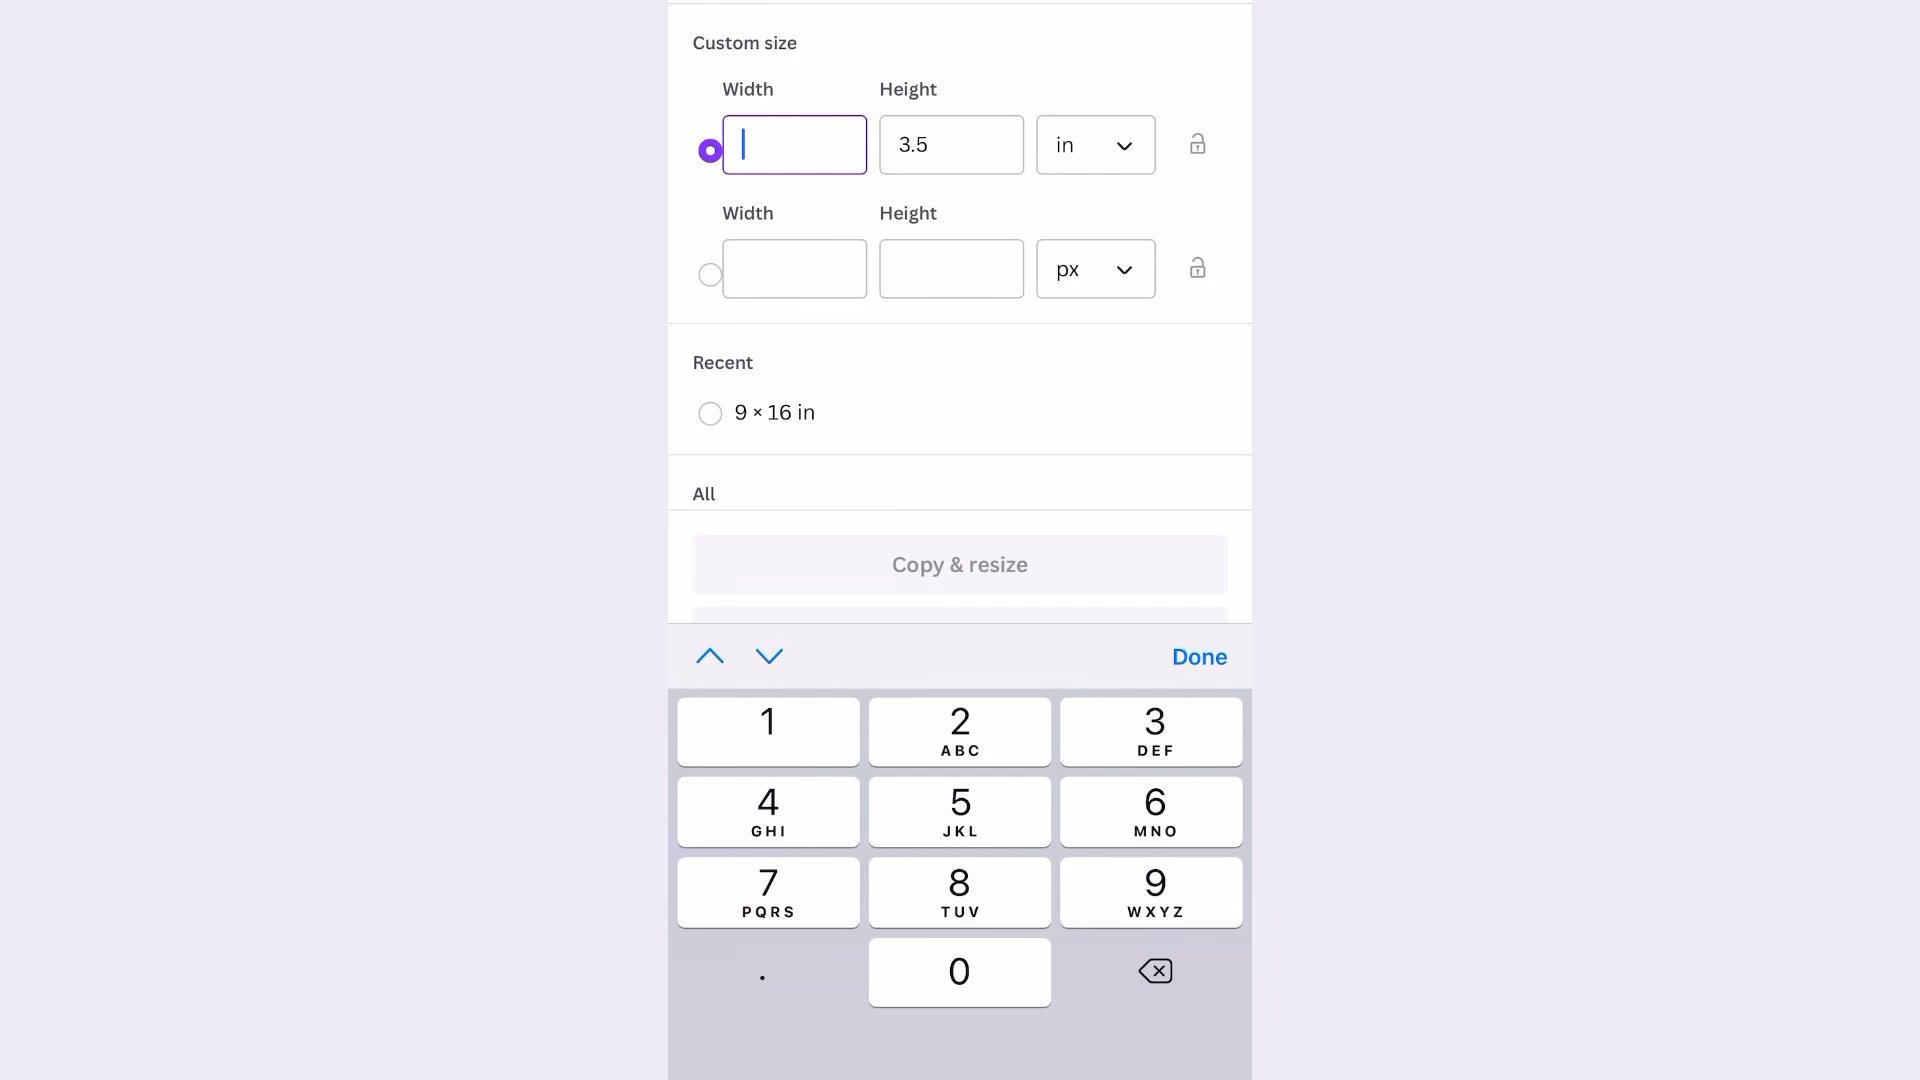 Custom size
Width Height
3.5 in
Width Height
px
Recent
9 × 16 in
All
Copy & resize
Done
1 2 3
ABC DEF
4 5 6
GHI JKL MNO
7 8 9
PQRS TUV WXYZ
. 0